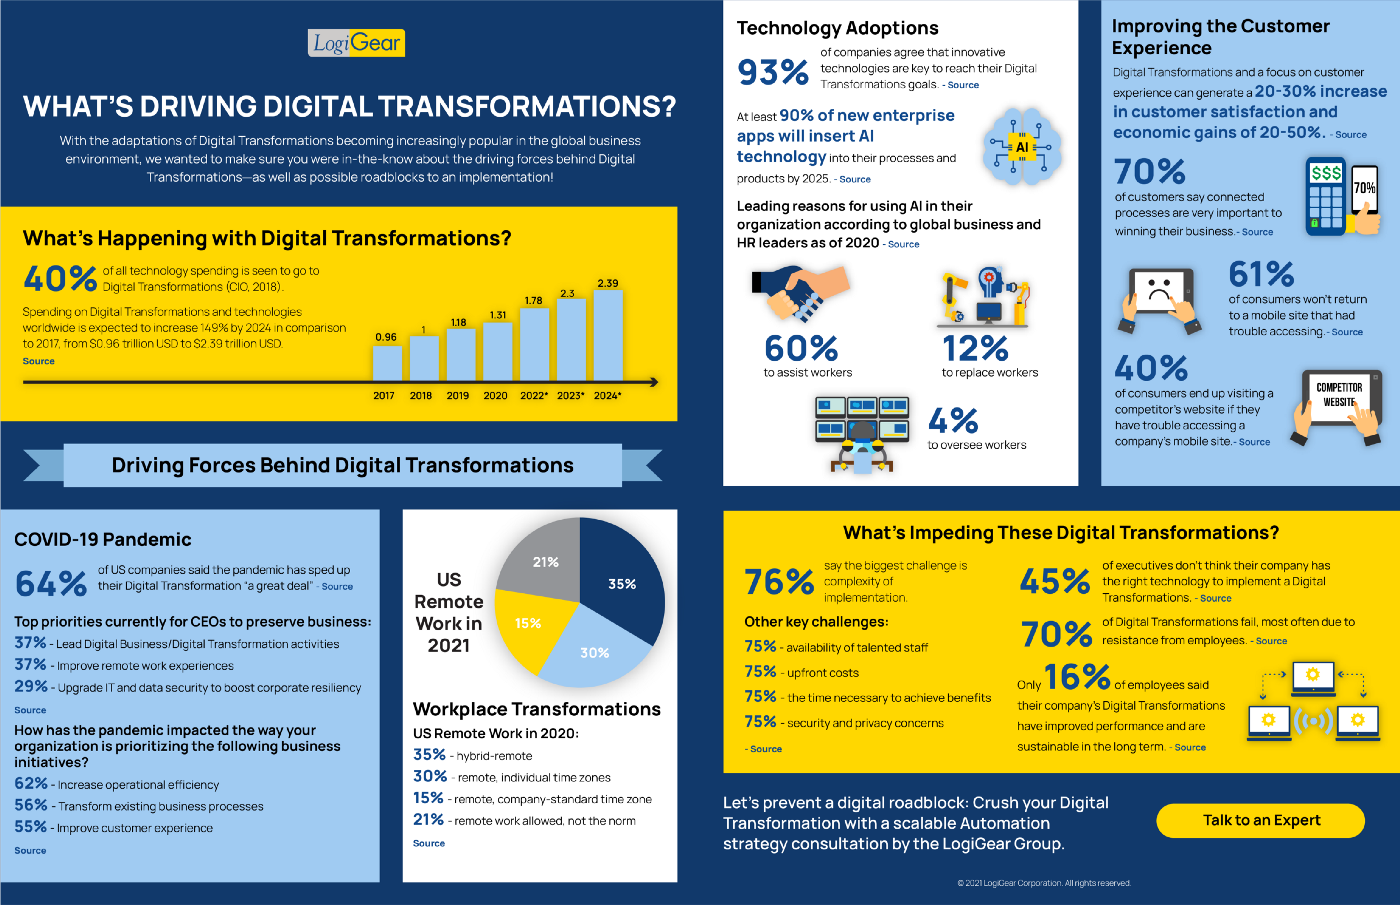 LogiGear
WHAT'S DRIVING DIGITAL TRANSFORMATIONS?
With the adaptations of Digital Transformations becoming increasingly popular in the global business
environment, we wanted to make sure you were in-the-know about the driving forces behind Digital
Transformations—as well as possible roadblocks to an implementation!
What's Happening with Digital Transformations?
40% of all technology spending is seen to go to
Digital Transformations (CIO, 2018).
Spending on Digital Transformations and technologies
worldwide is expected to increase 149% by 2024 in comparison
to 2017, from $0.96 trillion USD to $2.39 trillion USD.
Source
0.96
1
1.18
1.31
1.78
2.3
2.39
2017 2018 2019 2020 2022* 2023* 2024*
Driving Forces Behind Digital Transformations
COVID-19 Pandemic
64% of US companies said the pandemic has sped up
their Digital Transformation “a great deal” - Source
Top priorities currently for CEOs to preserve business:
37% - Lead Digital Business/Digital Transformation activities
37% - Improve remote work experiences
29% - Upgrade IT and data security to boost corporate resiliency
Source
How has the pandemic impacted the way your
organization is prioritizing the following business
initiatives?
62% - Increase operational efficiency
56% - Transform existing business processes
55% - Improve customer experience
Source
US
Remote
Work in
2021
21%
35%
15%
30%
Workplace Transformations
US Remote Work in 2020:
35% - hybrid-remote
30% - remote, individual time zones
15% - remote, company-standard time zone
21% - remote work allowed, not the norm
Source
Technology Adoptions
93% of companies agree that innovative
technologies are key to reach their Digital
Transformations goals. - Source
At least 90% of new enterprise
apps will insert AI
technology into their processes and
products by 2025. - Source
AI
Leading reasons for using AI in their
organization according to global business and
HR leaders as of 2020 - Source
60%
to assist workers
12%
to replace workers
4%
to oversee workers
Improving the Customer
Experience
Digital Transformations and a focus on customer
experience can generate a 20-30% increase
in customer satisfaction and
economic gains of 20-50%. - Source
70%
of customers say connected
processes are very important to
winning their business.- Source
$$$
70%
61%
of consumers won't return
to a mobile site that had
trouble accessing.- Source
40%
of consumers end up visiting a
competitor's website if they
have trouble accessing a
company's mobile site.- Source
COMPETITOR
WEBSITE
What's Impeding These Digital Transformations?
76% say the biggest challenge is
complexity of
implementation.
Other key challenges:
75% - availability of talented staff
75% - upfront costs
75% - the time necessary to achieve benefits
75% - security and privacy concerns
- Source
45% of executives don't think their company has
the right technology to implement a Digital
Transformations. - Source
70% of Digital Transformations fail, most often due to
resistance from employees. - Source
Only 16% of employees said
their company's Digital Transformations
have improved performance and are
sustainable in the long term. - Source
Let's prevent a digital roadblock: Crush your Digital
Transformation with a scalable Automation
strategy consultation by the LogiGear Group.
Talk to an Expert
© 2021 LogiGear Corporation. All rights reserved.